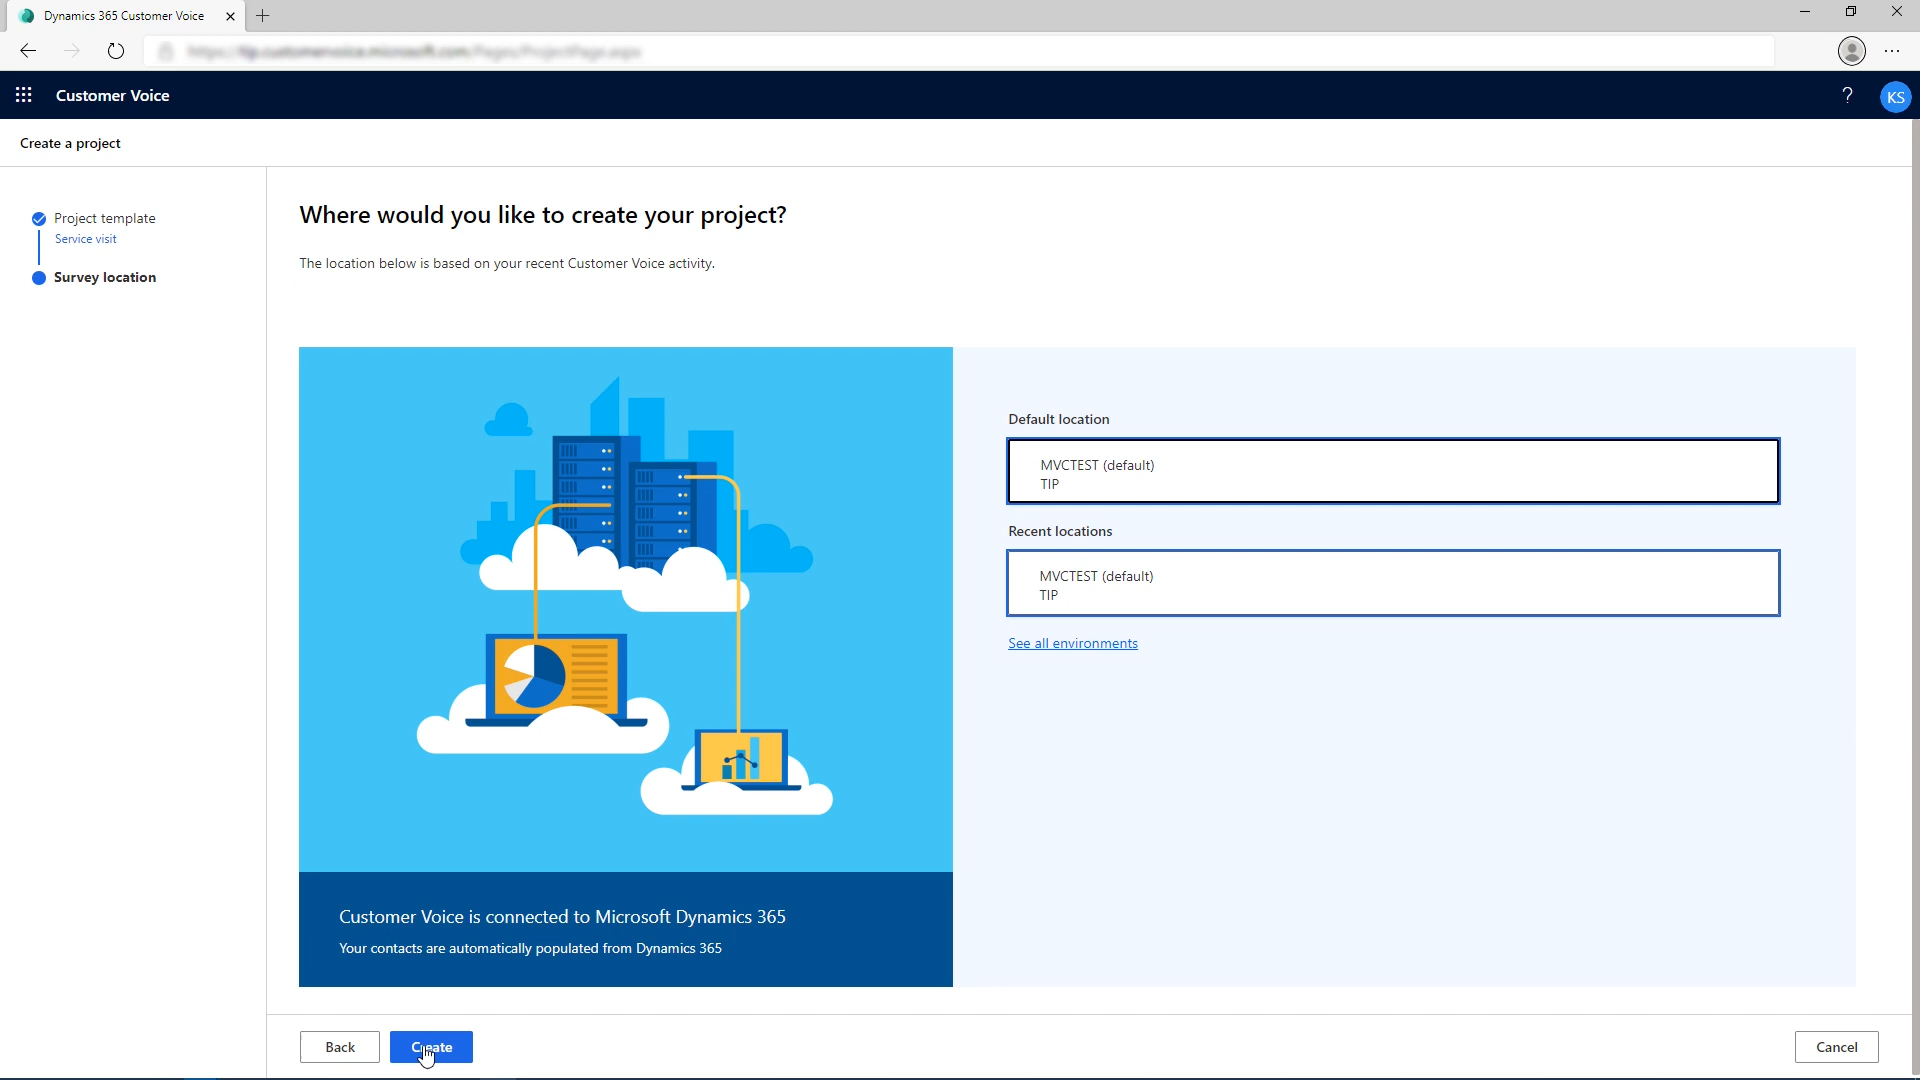 Dynamics 365 Customer Voice
Customer Voice
?
KS
Create a project
Project template
Service visit
Survey location
Where would you like to create your project?
The location below is based on your recent Customer Voice activity.
Default location
MVCTEST (default)
TIP
Recent locations
MVCTEST (default)
TIP
See all environments
Customer Voice is connected to Microsoft Dynamics 365
Your contacts are automatically populated from Dynamics 365
Back
Create
Cancel